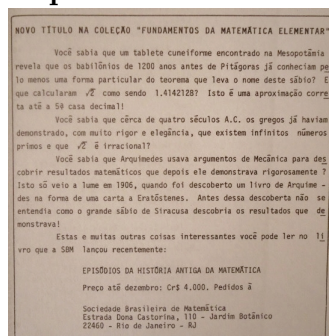 NOVO TÍTULO NA COLEÇÃO "FUNDAMENTOS DA MATEMÁTICA ELEMENTAR"
Você sabia que um tablete cuneiforme encontrado na Mesopotâmia
revela que os babilônios de 1200 anos antes de Pitágoras já conheciam pe
lo menos uma forma particular do teorema que leva o nome deste sábio? E
que calcularam √2 como sendo 1.4142128? Isto é uma aproximação corre
ta até a 5ª casa decimal!
Você sabia que cêrca de quatro séculos A.C. os gregos já haviam
demonstrado, com muito rigor e elegância, que existem infinitos números
primos e que √2 é irracional?
Você sabia que Arquimedes usava argumentos de Mecânica para des
cobrir resultados matemáticos que depois ele demonstrava rigorosamente ?
Isto só veio a lume em 1906, quando foi descoberto um livro de Arquime -
des na forma de uma carta a Eratóstenes. Antes dessa descoberta não se
entendia como o grande sábio de Siracusa descobria os resultados que de
monstrava!
Estas e muitas outras coisas interessantes você pode ler no li
vro que a SBM lançou recentemente:
EPISÓDIOS DA HISTÓRIA ANTIGA DA MATEMÁTICA
Preço até dezembro: Cr$ 4.000. Pedidos à
Sociedade Brasileira de Matemática
Estrada Dona Castorina, 110 - Jardim Botânico
22460 - Rio de Janeiro - RJ